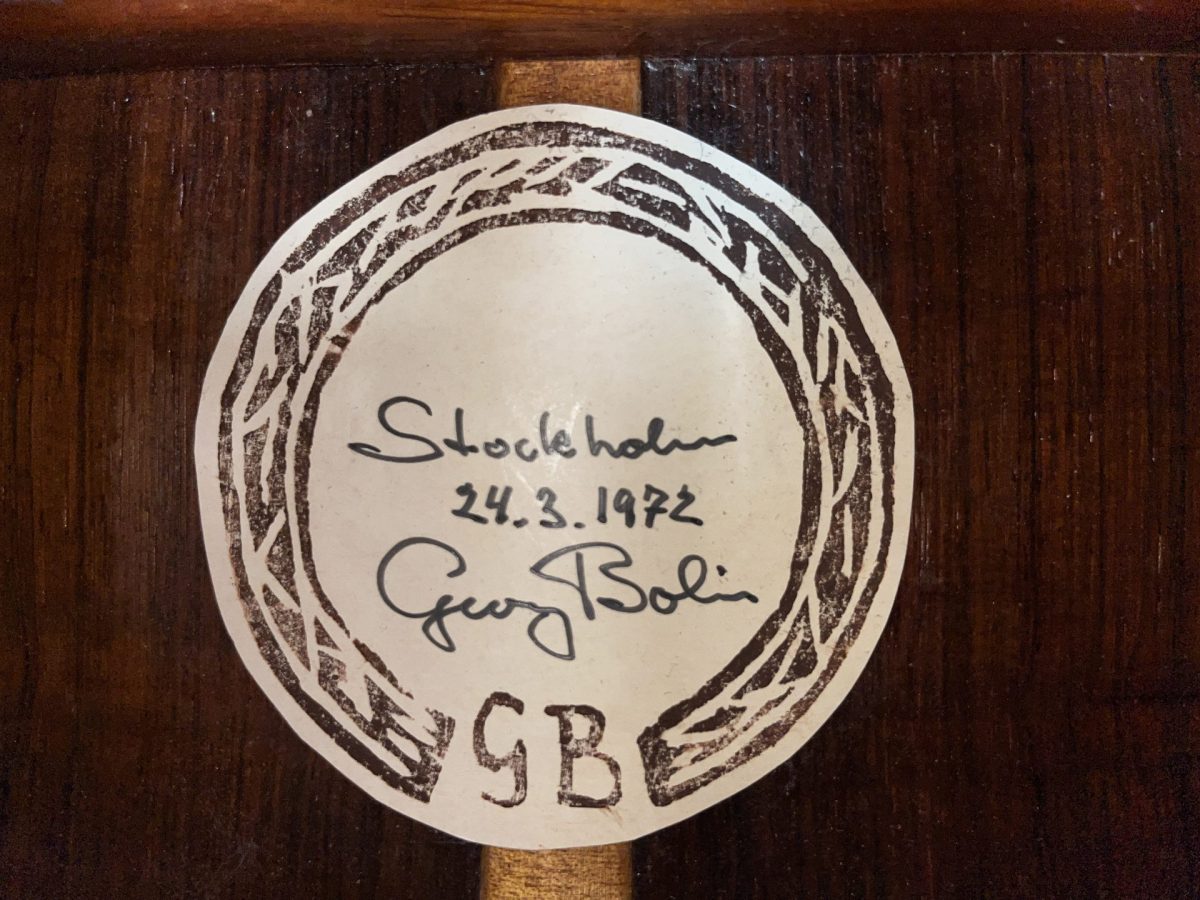 Stockholm
24.3.1972
Georg Bolin
GB